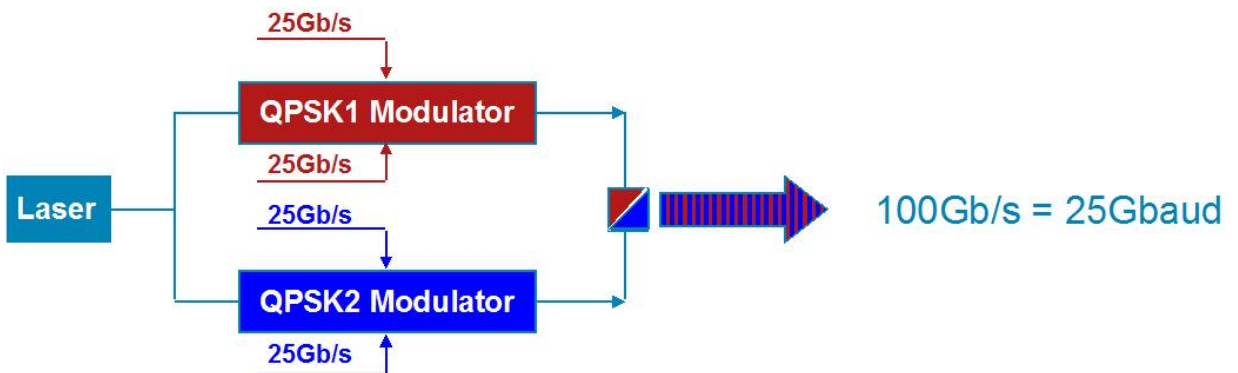 25Gb/s
QPSK1 Modulator
25Gb/s
Laser
25Gb/s
100Gb/s = 25Gbaud
QPSK2 Modulator
25Gb/s